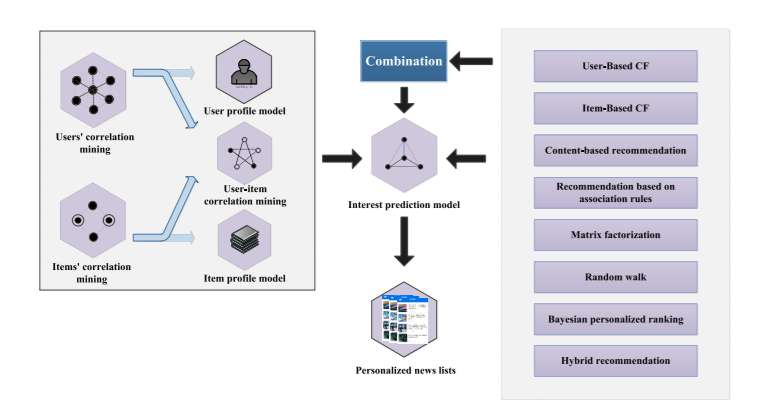 Users' correlation
mining
Items' correlation
mining
User profile model
User-item
correlation mining
Item profile model
Combination
Interest prediction model
Personalized news lists
User-Based CF
Item-Based CF
Content-based recommendation
Recommendation based on
association rules
Matrix factorization
Random walk
Bayesian personalized ranking
Hybrid recommendation